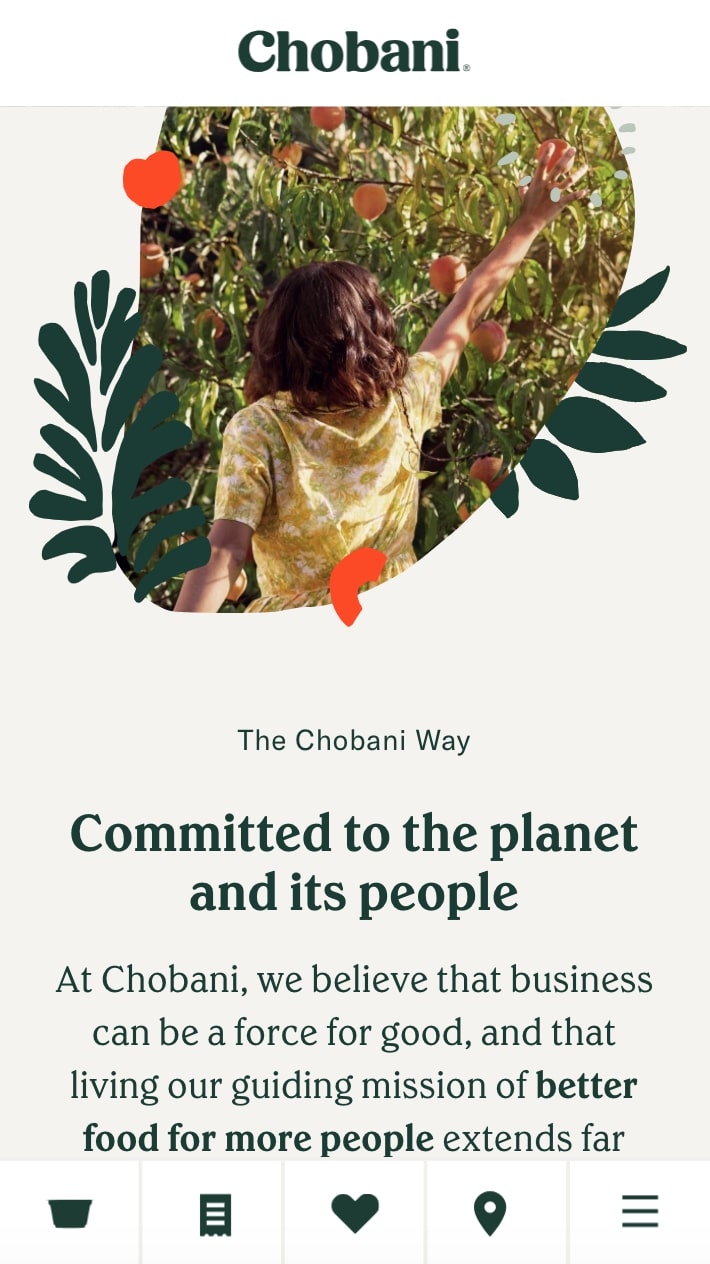 Chobani®
The Chobani Way
Committed to the planet
and its people
At Chobani, we believe that business
can be a force for good, and that
living our guiding mission of better
food for more people extends far